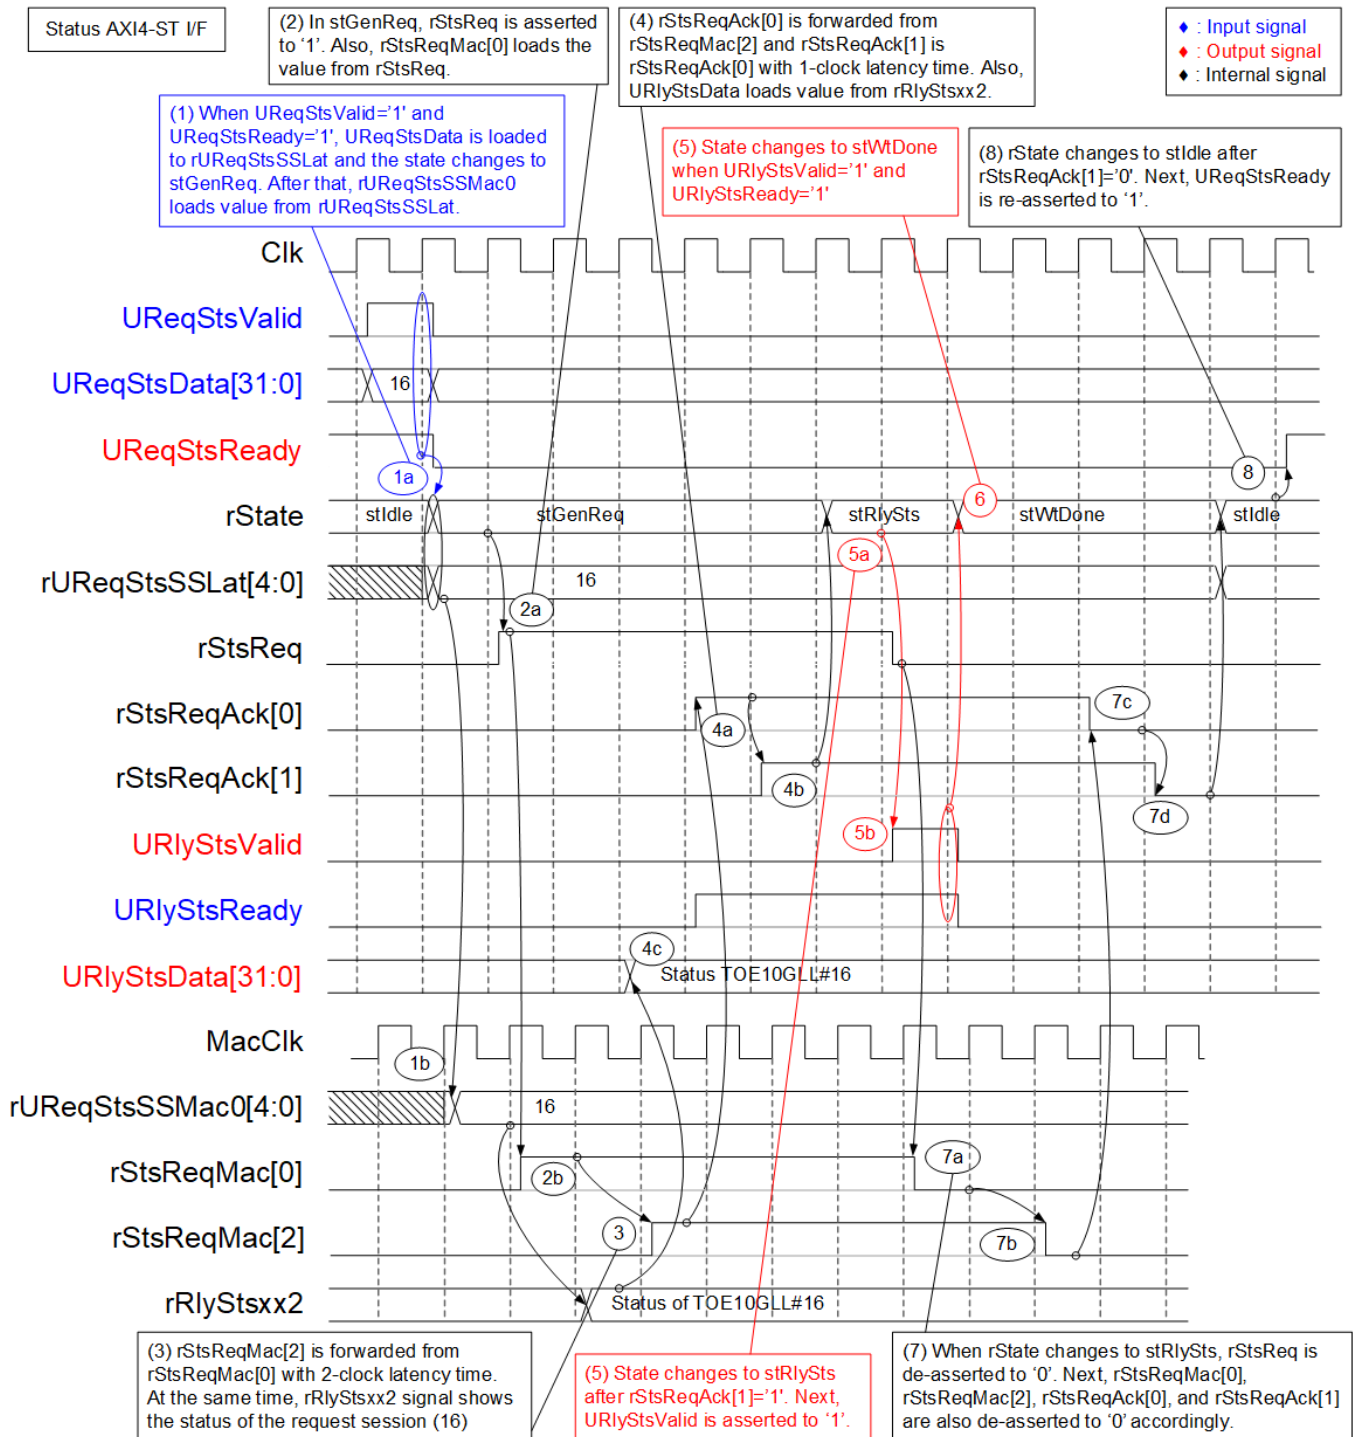 Status AXI4-ST I/F
(2) In stGenReq, rStsReq is asserted
to ‘1’. Also, rStsReqMac[0] loads the
value from rStsReq.
(4) rStsReqAck[0] is forwarded from
rStsReqMac[2] and rStsReqAck[1] is
rStsReqAck[0] with 1-clock latency time. Also,
URlyStsData loads value from rRlyStsxx2.
♦ : Input signal
♦ : Output signal
♦ : Internal signal
(1) When UReqStsValid='1' and
UReqStsReady='1', UReqStsData is loaded
to rUReqStsSSLat and the state changes to
stGenReq. After that, rUReqStsSSMac0
loads value from rUReqStsSSLat.
(5) State changes to stWtDone
when URlyStsValid='1' and
URlyStsReady='1'
(8) rState changes to stIdle after
rStsReqAck[1]='0'. Next, UReqStsReady
is re-asserted to ‘1’.
Clk
UReqStsValid
UReqStsData[31:0]
16
UReqStsReady
1a
8
rState
stIdle
stGenReq
stRlySts
6
stWtDone
stIdle
5a
rUReqStsSSLat[4:0]
16
2a
rStsReq
rStsReqAck[0]
4a
7c
rStsReqAck[1]
4b
7d
URlyStsValid
5b
URlyStsReady
4c
URlyStsData[31:0]
Status TOE10GLL#16
MacClk
1b
rUReqStsSSMac0[4:0]
16
rStsReqMac[0]
2b
7a
rStsReqMac[2]
3
7b
rRlyStsxx2
Status of TOE10GLL#16
(3) rStsReqMac[2] is forwarded from
rStsReqMac[0] with 2-clock latency time.
At the same time, rRlyStsxx2 signal shows
the status of the request session (16)
(5) State changes to stRlySts
after rStsReqAck[1]='1'. Next,
URlyStsValid is asserted to ‘1’.
(7) When rState changes to stRlySts, rStsReq is
de-asserted to ‘0’. Next, rStsReqMac[0],
rStsReqMac[2], rStsReqAck[0], and rStsReqAck[1]
are also de-asserted to ‘0’ accordingly.